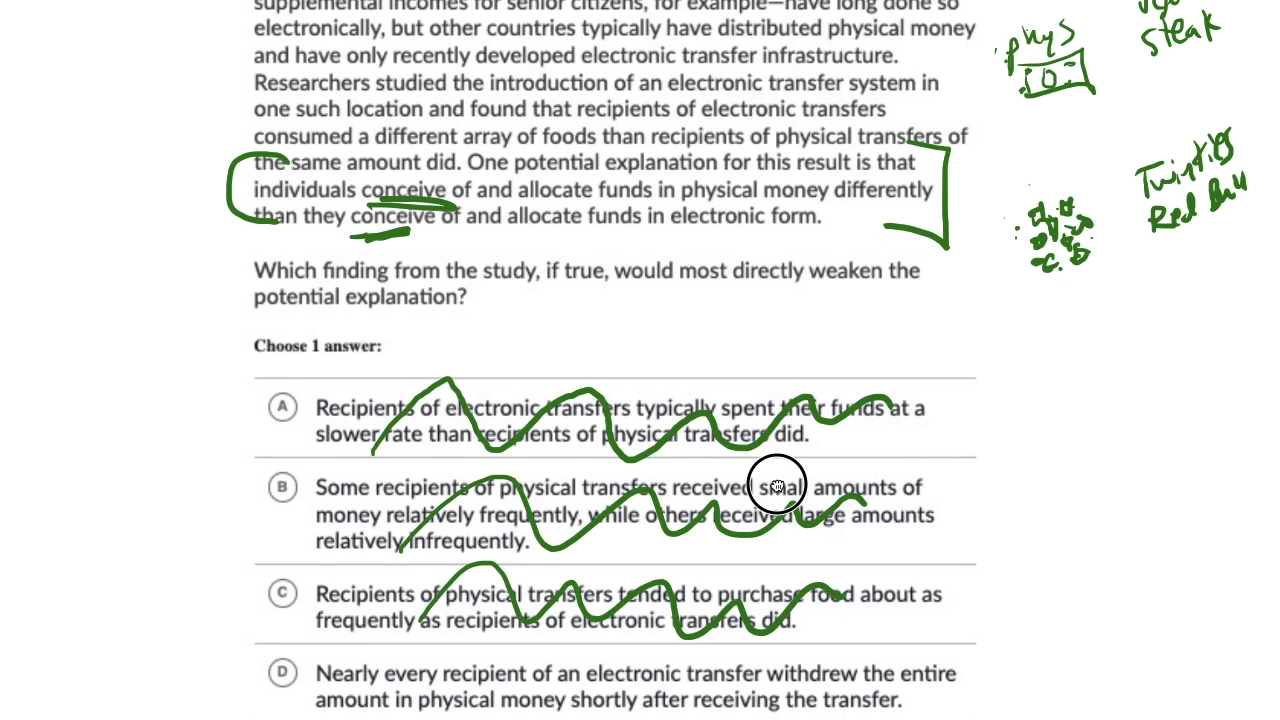 supplemental incomes for senior citizens, for example—have long done so
electronically, but other countries typically have distributed physical money
and have only recently developed electronic transfer infrastructure.
Researchers studied the introduction of an electronic transfer system in
one such location and found that recipients of electronic transfers
consumed a different array of foods than recipients of physical transfers of
the same amount did. One potential explanation for this result is that
individuals conceive of and allocate funds in physical money differently
than they conceive of and allocate funds in electronic form.
Which finding from the study, if true, would most directly weaken the
potential explanation?
Choose 1 answer:
A Recipients of electronic transfers typically spent their funds at a
slower rate than recipients of physical transfers did.
B Some recipients of physical transfers received small amounts of
money relatively frequently, while others received large amounts
relatively infrequently.
C Recipients of physical transfers tended to purchase food about as
frequently as recipients of electronic transfers did.
D Nearly every recipient of an electronic transfer withdrew the entire
amount in physical money shortly after receiving the transfer.
phys
10
steak
Twinkies
Red Bull